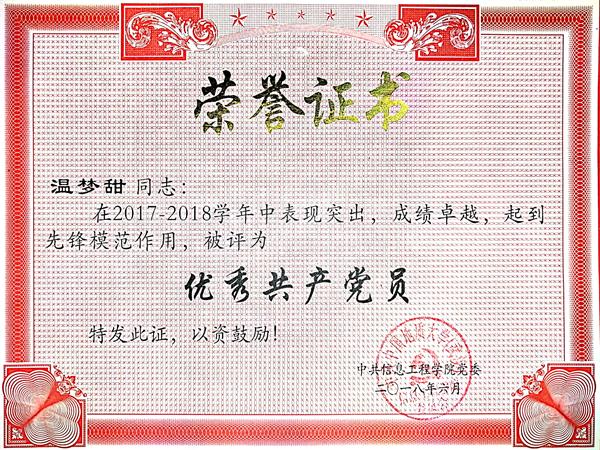 荣誉证书
温梦甜 同志：
在2017-2018学年中表现突出，成绩卓越，起到
先锋模范作用，被评为
优秀共产党员
特发此证，以资鼓励！
中共信息工程学院党委
二〇一八年六月